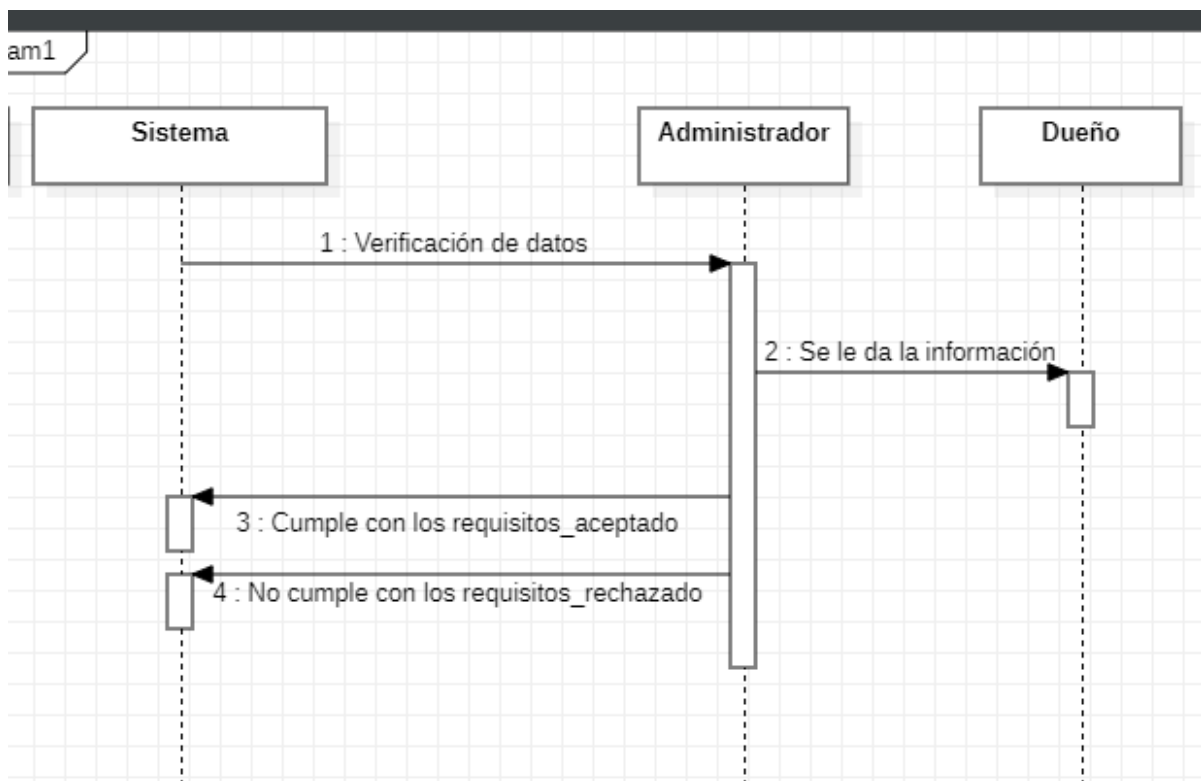 am1
Sistema
Administrador
Dueño
1 : Verificación de datos
2 : Se le da la información
3 : Cumple con los requisitos_aceptado
4 : No cumple con los requisitos_rechazado